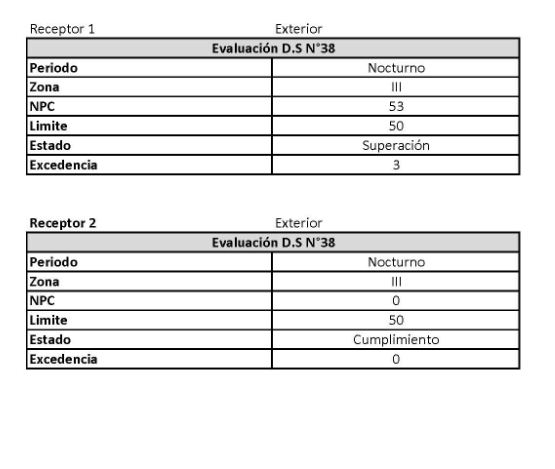 Receptor 1 Exterior
Evaluación D.S N°38
Periodo Nocturno
Zona III
NPC 53
Limite 50
Estado Superación
Excedencia 3
Receptor 2 Exterior
Evaluación D.S N°38
Periodo Nocturno
Zona III
NPC 0
Limite 50
Estado Cumplimiento
Excedencia 0